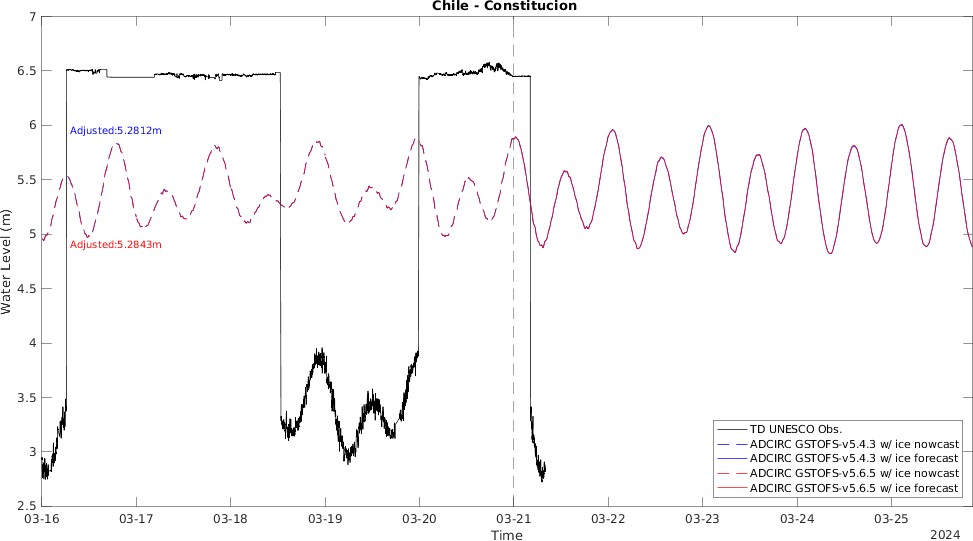 Chile - Constitucion
7
6.5
6
5.5
5
4.5
4
3.5
3
2.5
Water Level (m)
Adjusted:5.2812m
Adjusted:5.2843m
TD UNESCO Obs.
ADCIRC GSTOFS-v5.4.3 w/ ice nowcast
ADCIRC GSTOFS-v5.4.3 w/ ice forecast
ADCIRC GSTOFS-v5.6.5 w/ ice nowcast
ADCIRC GSTOFS-v5.6.5 w/ ice forecast
03-16 03-17 03-18 03-19 03-20 03-21 03-22 03-23 03-24 03-25
Time
2024